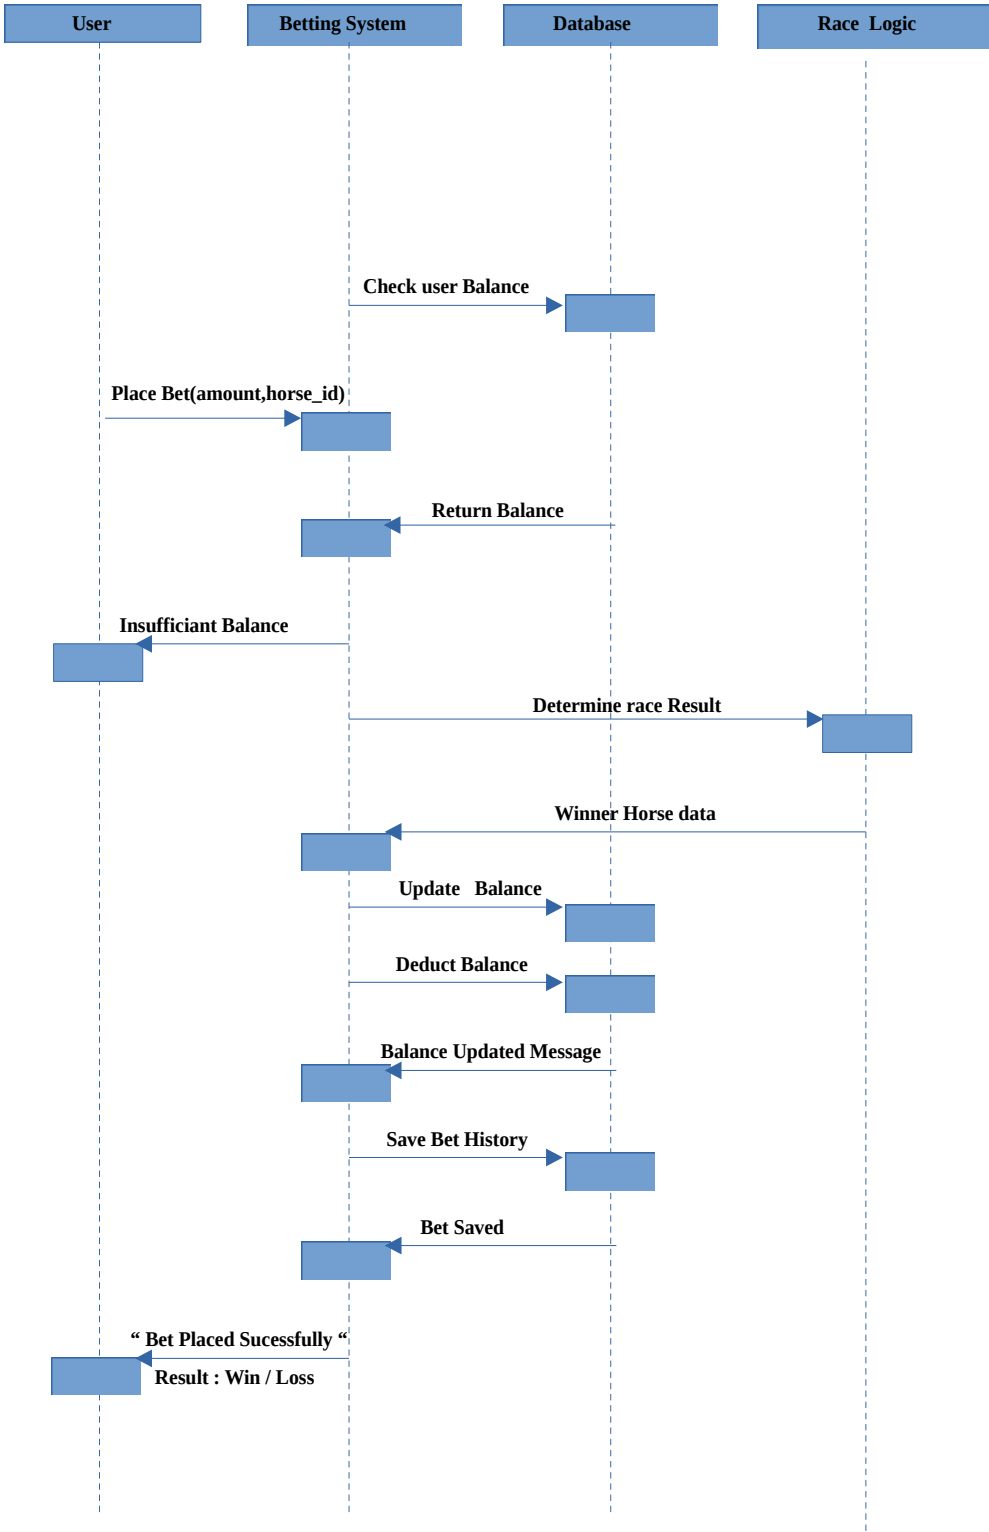 User
Betting System
Database
Race  Logic
Check user Balance
Place Bet(amount,horse_id)
Return Balance
Insufficiant Balance
Determine race Result
Winner Horse data
Update   Balance
Deduct Balance
Balance Updated Message
Save Bet History
Bet Saved
“ Bet Placed Sucessfully “
Result : Win / Loss